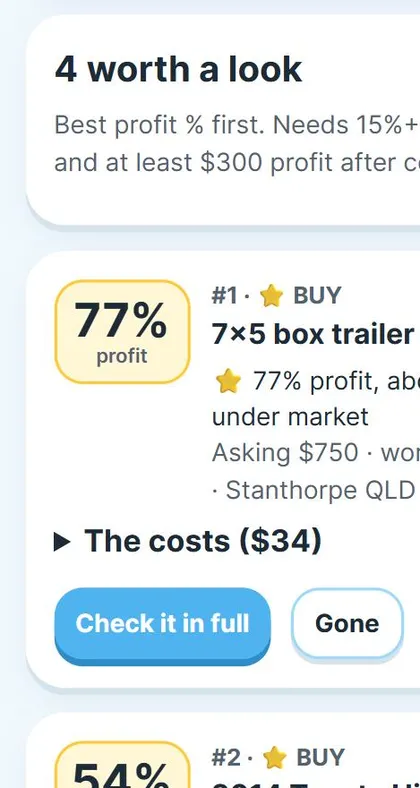 4 worth a look
Best profit % first. Needs 15%+
and at least $300 profit after
77%
profit
#1 · ⭐ BUY
7×5 box trailer
⭐ 77% profit,
under market
Asking $750 ·
· Stanthorpe QLD
▶ The costs ($34)
Check it in full
Gone
54%
#2 · ⭐ BUY